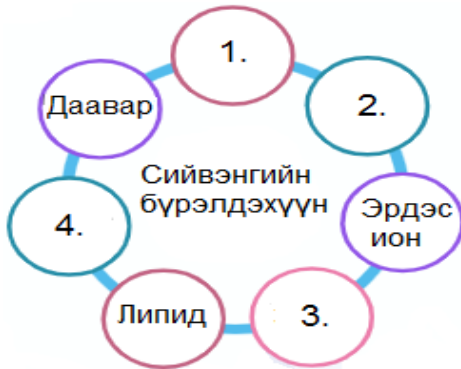 1.
Даавар
2.
Сийвэнгийн
бүрэлдэхүүн
Эрдэс
ион
4.
Липид
3.